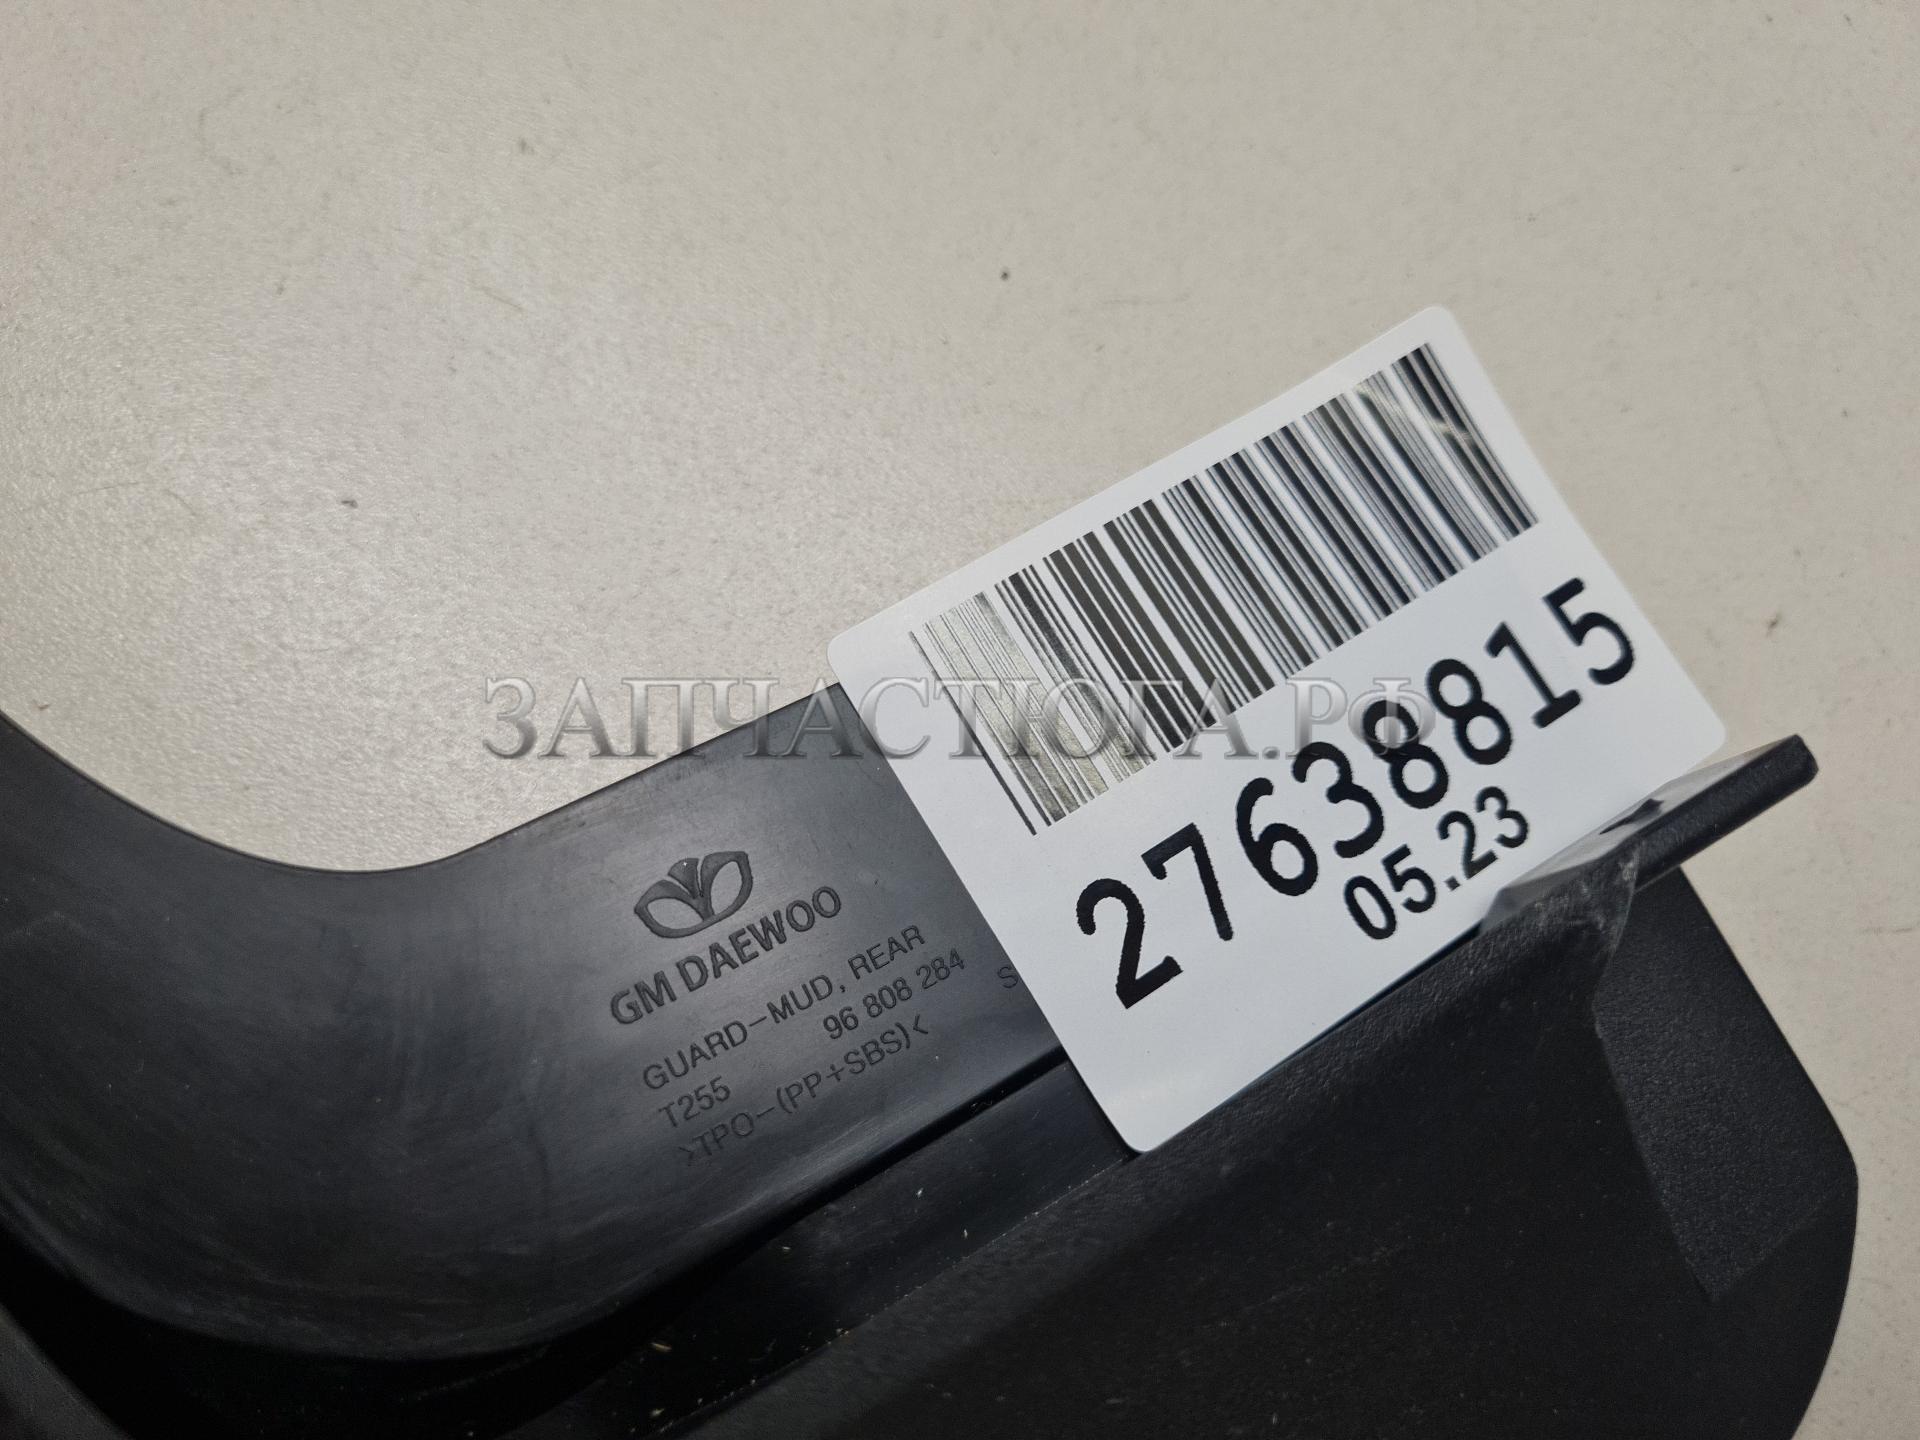 27638815
05.23
ЗАПЧАСТЮГА.РФ
GM DAEWOO
GUARD-MUD, REAR
T255 96 808 284
>TPO-(PP+SBS)<